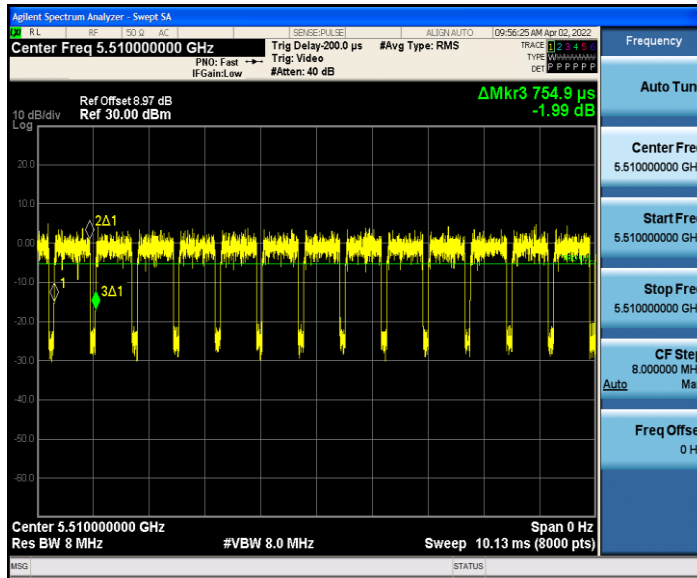 Agilent Spectrum Analyzer - Swept SA
RL RF 50 Ω AC SENSE:PULSE ALIGN AUTO 09:56:25 AM Apr 02, 2022
Center Freq 5.510000000 GHz
PNO: Fast
IFGain:Low
Trig Delay-200.0 µs
Trig: Video
#Atten: 40 dB
#Avg Type: RMS
TRACE 1 2 3 4 5 6
TYPE W
DET P P P P P P
Ref Offset 8.97 dB
10 dB/div Ref 30.00 dBm
Log
ΔMkr3 754.9 µs
-1.99 dB
20.0
10.0
0.00
-10.0
-20.0
-30.0
-40.0
-50.0
-60.0
2Δ1
1
3Δ1
Center 5.510000000 GHz Span 0 Hz
Res BW 8 MHz #VBW 8.0 MHz Sweep 10.13 ms (8000 pts)
MSG STATUS
Frequency
Auto Tun
Center Fre
5.510000000 GH
Start Fre
5.510000000 GH
Stop Fre
5.510000000 GH
CF Step
8.000000 MH
Auto Ma
Freq Offse
0 H